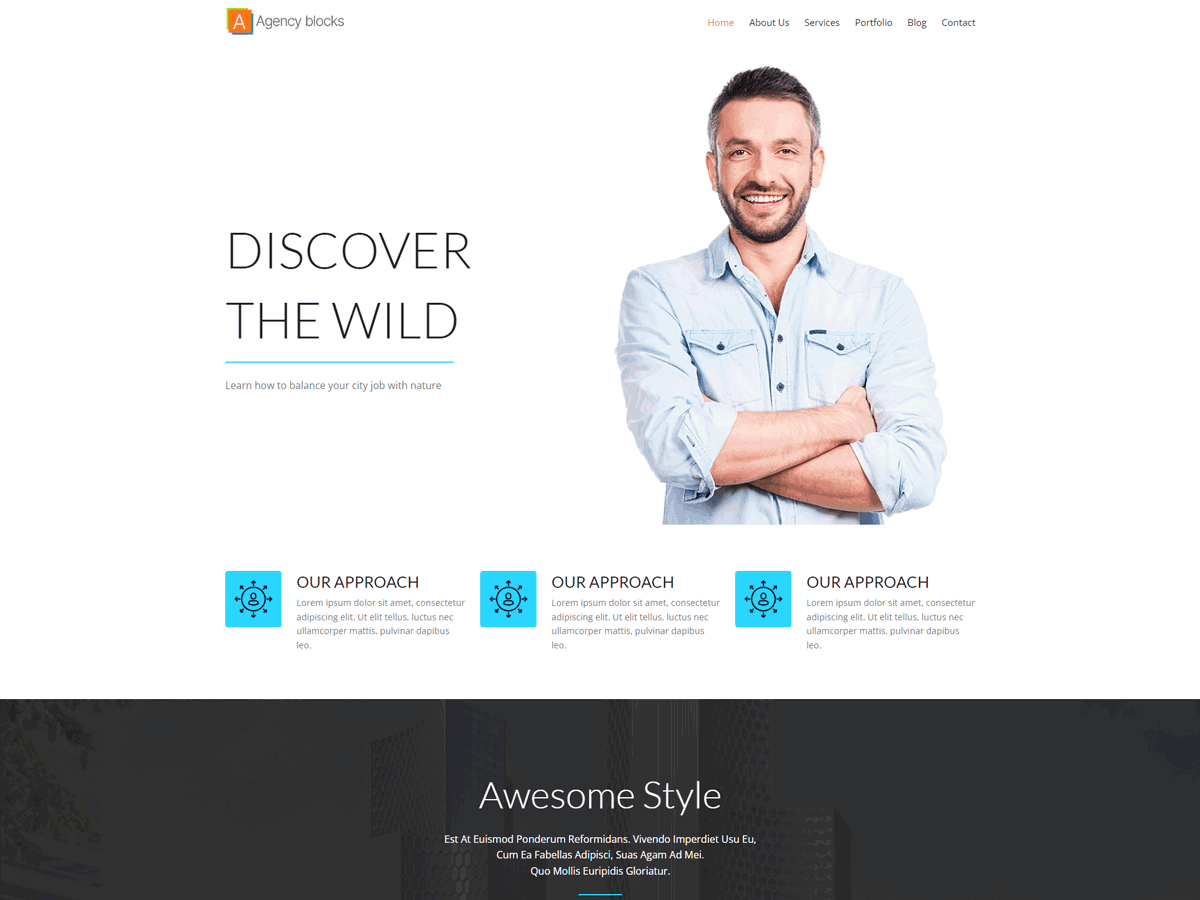 A Agency blocks
Home About Us Services Portfolio Blog Contact
DISCOVER
THE WILD
Learn how to balance your city job with nature
OUR APPROACH
Lorem ipsum dolor sit amet, consectetur
adipiscing elit. Ut elit tellus, luctus nec
ullamcorper mattis, pulvinar dapibus
leo.
OUR APPROACH
Lorem ipsum dolor sit amet, consectetur
adipiscing elit. Ut elit tellus, luctus nec
ullamcorper mattis, pulvinar dapibus
leo.
OUR APPROACH
Lorem ipsum dolor sit amet, consectetur
adipiscing elit. Ut elit tellus, luctus nec
ullamcorper mattis, pulvinar dapibus
leo.
Awesome Style
Est At Euismod Ponderum Reformidans. Vivendo Imperdiet Usu Eu,
Cum Ea Fabellas Adipisci, Suas Agam Ad Mei.
Quo Mollis Euripidis Gloriatur.